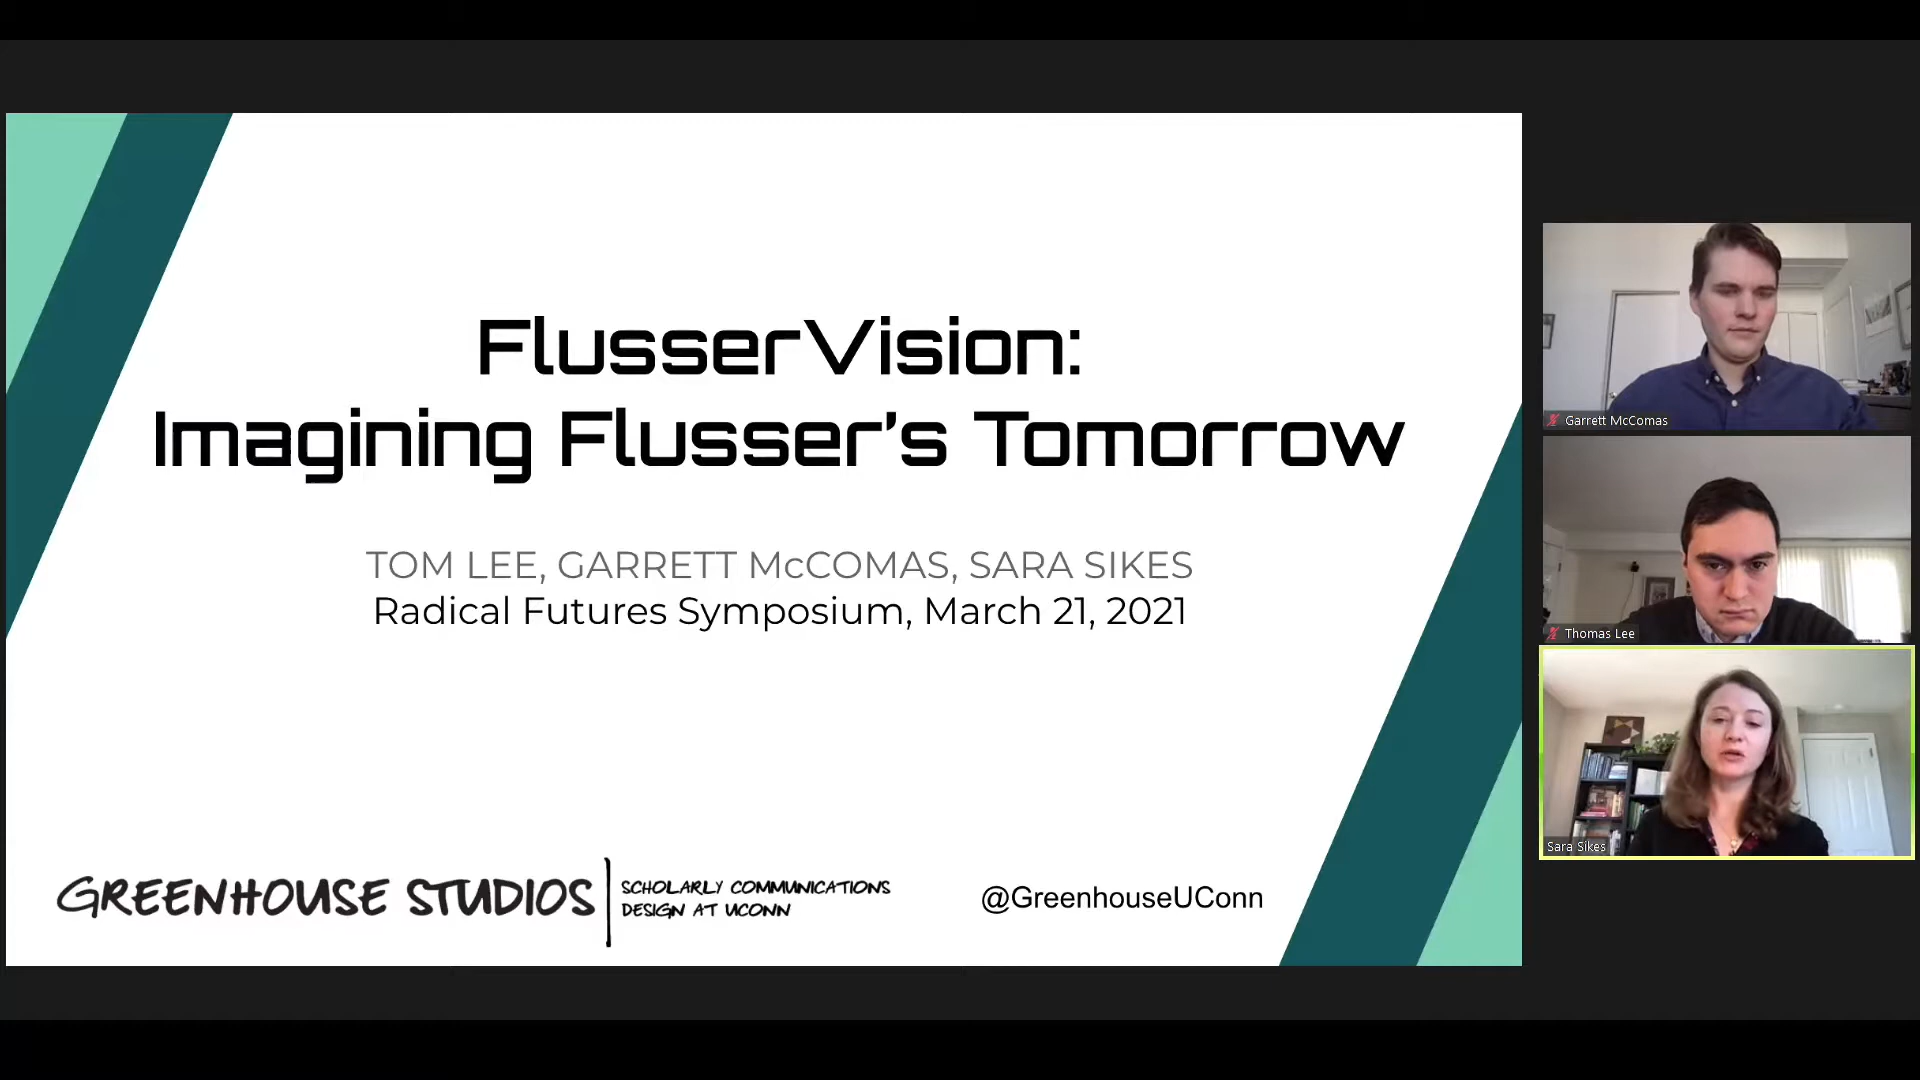 FlusserVision:
Imagining Flusser’s Tomorrow
TOM LEE, GARRETT McCOMAS, SARA SIKES
Radical Futures Symposium, March 21, 2021
GREENHOUSE STUDIOS
SCHOLARLY COMMUNICATIONS
DESIGN AT UCONN
@GreenhouseUConn
Garrett McComas
Thomas Lee
Sara Sikes